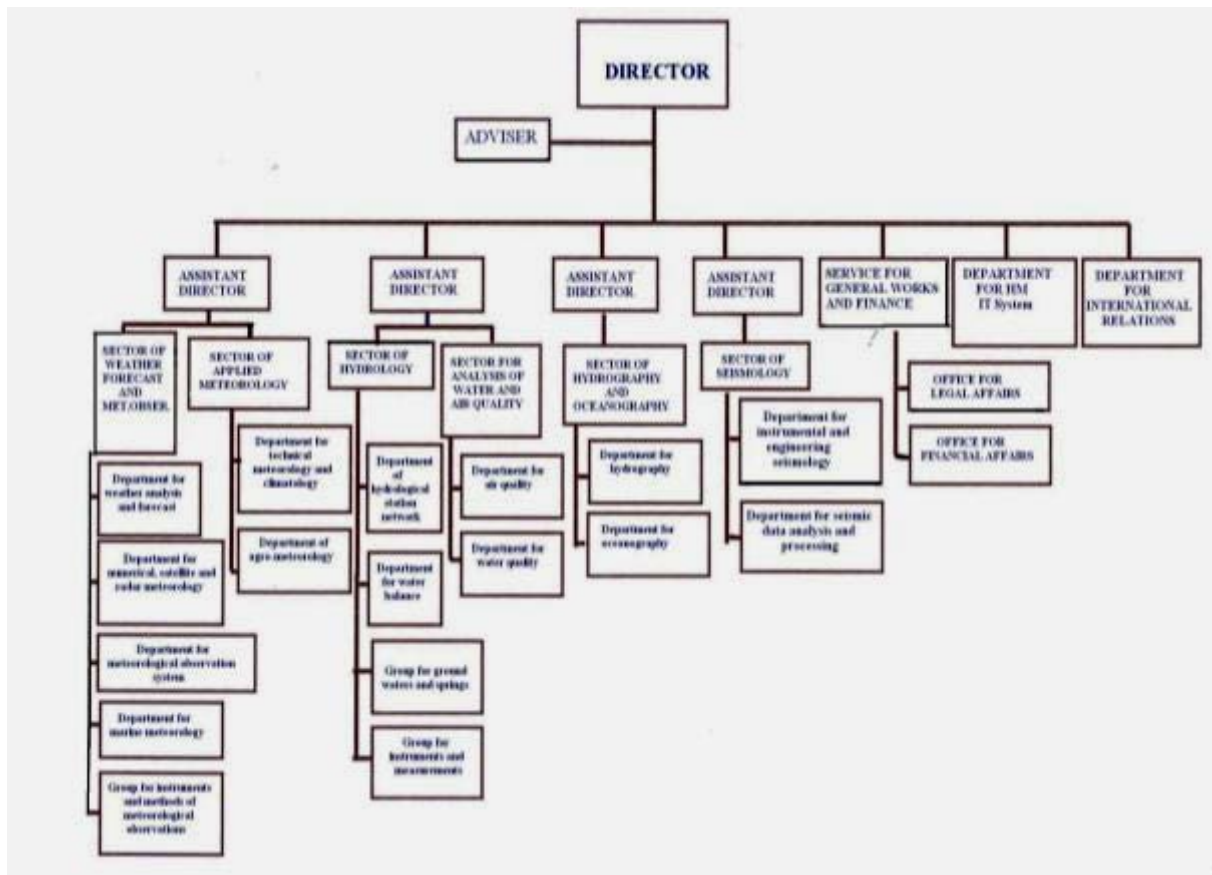 DIRECTOR
ADVISER
ASSISTANT
DIRECTOR
ASSISTANT
DIRECTOR
ASSISTANT
DIRECTOR
ASSISTANT
DIRECTOR
SERVICE FOR
GENERAL WORKS
AND FINANCE
DEPARTMENT
FOR HM
IT System
DEPARTMENT
FOR
INTERNATIONAL
RELATIONS
SECTOR OF
WEATHER
FORECAST
AND
MET.OBSER.
SECTOR OF
APPLIED
METEOROLOGY
SECTOR OF
HYDROLOGY
SECTOR FOR
ANALYSIS OF
WATER AND
AIR QUALITY
SECTOR OF
HYDROGRAPHY
AND
OCEANOGRAPHY
SECTOR OF
SEISMOLOGY
OFFICE FOR
LEGAL AFFAIRS
OFFICE FOR
FINANCIAL AFFAIRS
Department for
weather analysis
and forecast
Department for
numerical, satellite and
radar meteorology
Department for
meteorological observation
system
Department for
marine meteorology
Group for instruments
and methods of
meteorological
observations
Department for
technical
meteorology and
climatology
Department of
agro-meteorology
Department
of
hydrological
station
network
Department
for water
balance
Group for ground
waters and springs
Group for
instruments and
measurements
Department for
air quality
Department for
water quality
Department for
hydrography
Department for
oceanography
Department for
instrumental and
engineering
seismology
Department for seismic
data analysis and
processing